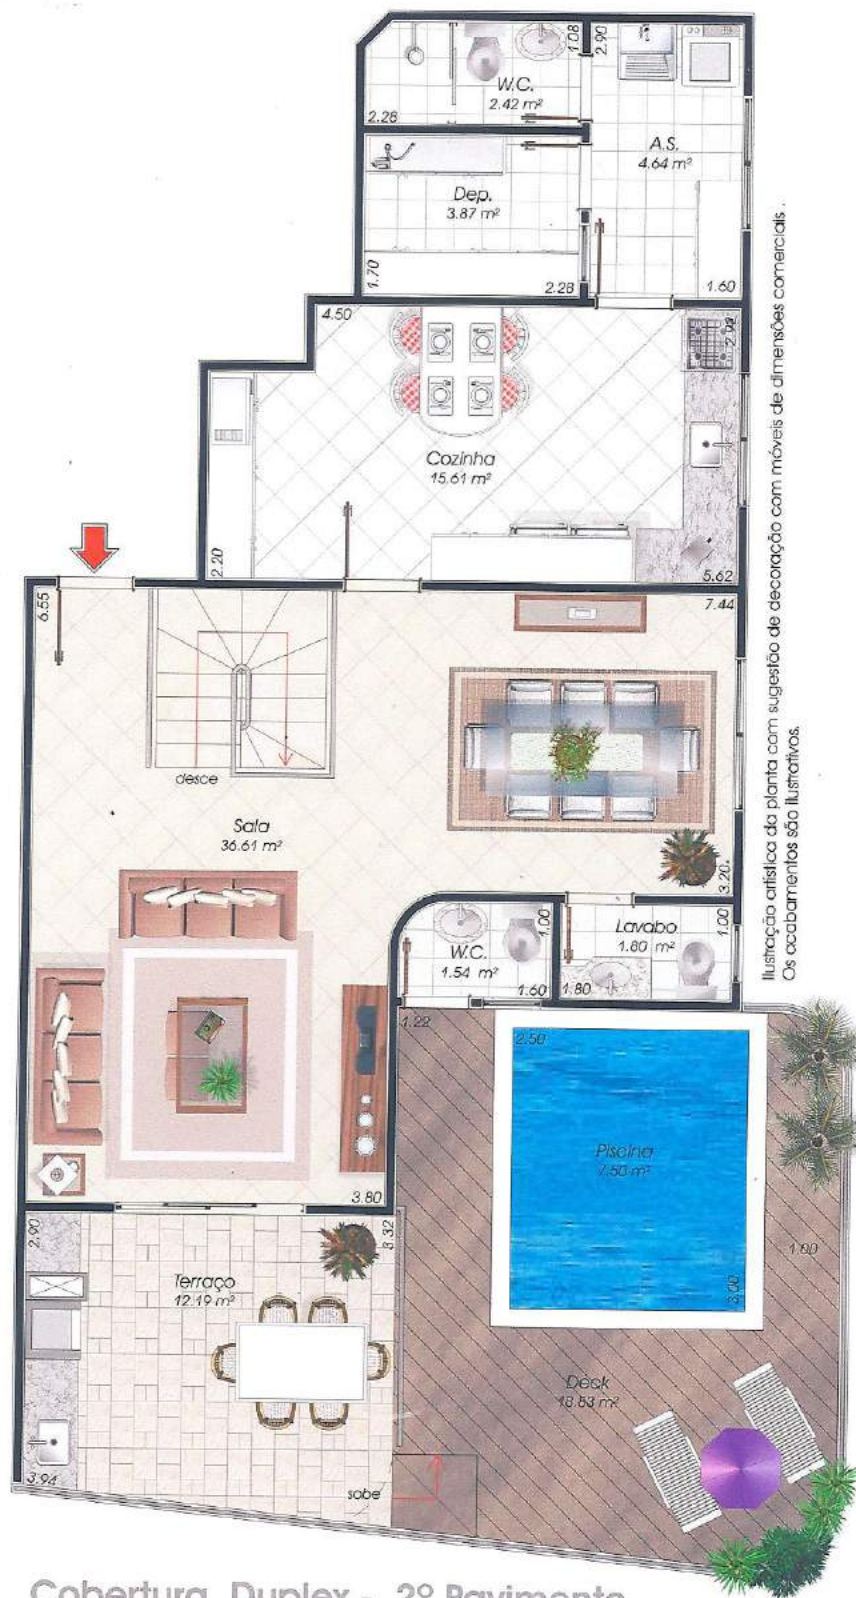 1.08
2.90
W.C.
2.42 m²
2.28
A.S.
4.64 m²
Dep.
3.87 m²
1.70
2.28
1.60
4.50
Cozinha
15.61 m²
2.20
5.62
6.55
7.44
desce
Sala
36.61 m²
3.20
W.C.
1.54 m²
1.00
1.60
Lavabo
1.80 m²
1.00
1.80
1.22
2.50
Piscina
7.50 m²
3.00
1.00
3.80
2.90
3.32
Terraço
12.19 m²
Deck
18.83 m²
3.94
sobe
Ilustração artística da planta com sugestão de decoração com móveis de dimensões comerciais.
Os acabamentos são ilustrativos.
Cobertura Duplex - 2º Pavimento